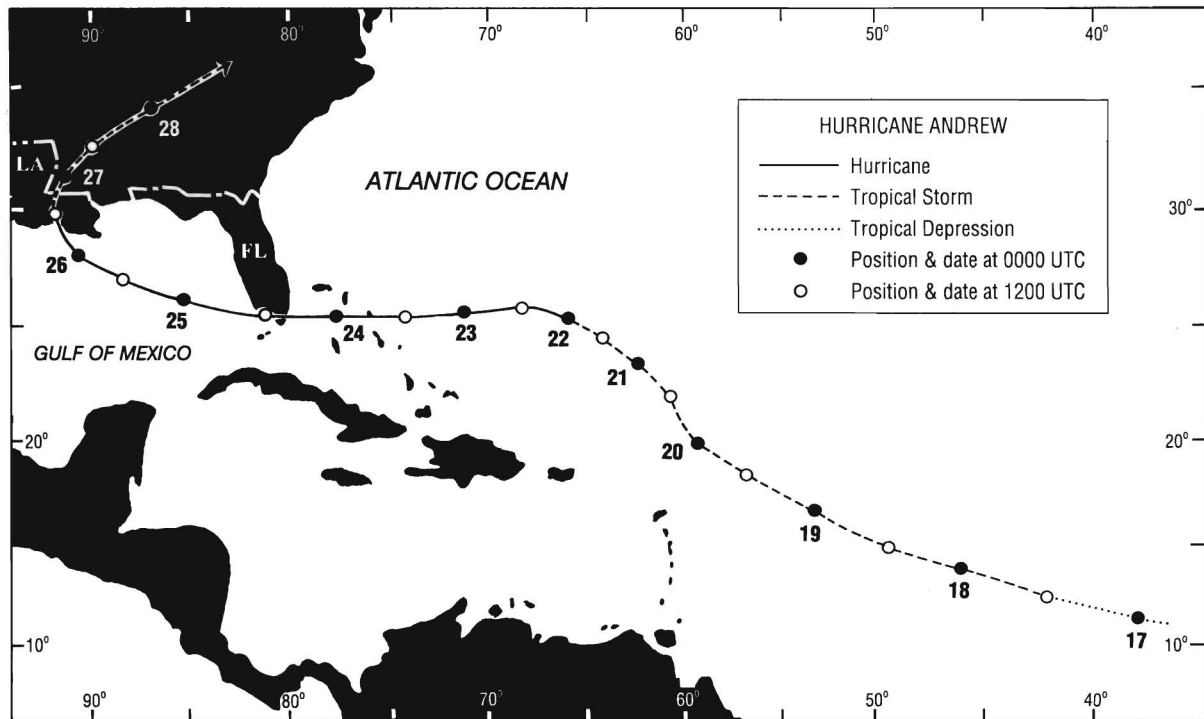 90° 80° 70° 60° 50° 40°
HURRICANE ANDREW
Hurricane
Tropical Storm
Tropical Depression
Position & date at 0000 UTC
Position & date at 1200 UTC
28
LA
27
ATLANTIC OCEAN
30°
FL
26
25
24
23
22
21
GULF OF MEXICO
20°
20
20°
19
18
17
10°
10°
90° 80° 70° 60° 50° 40°